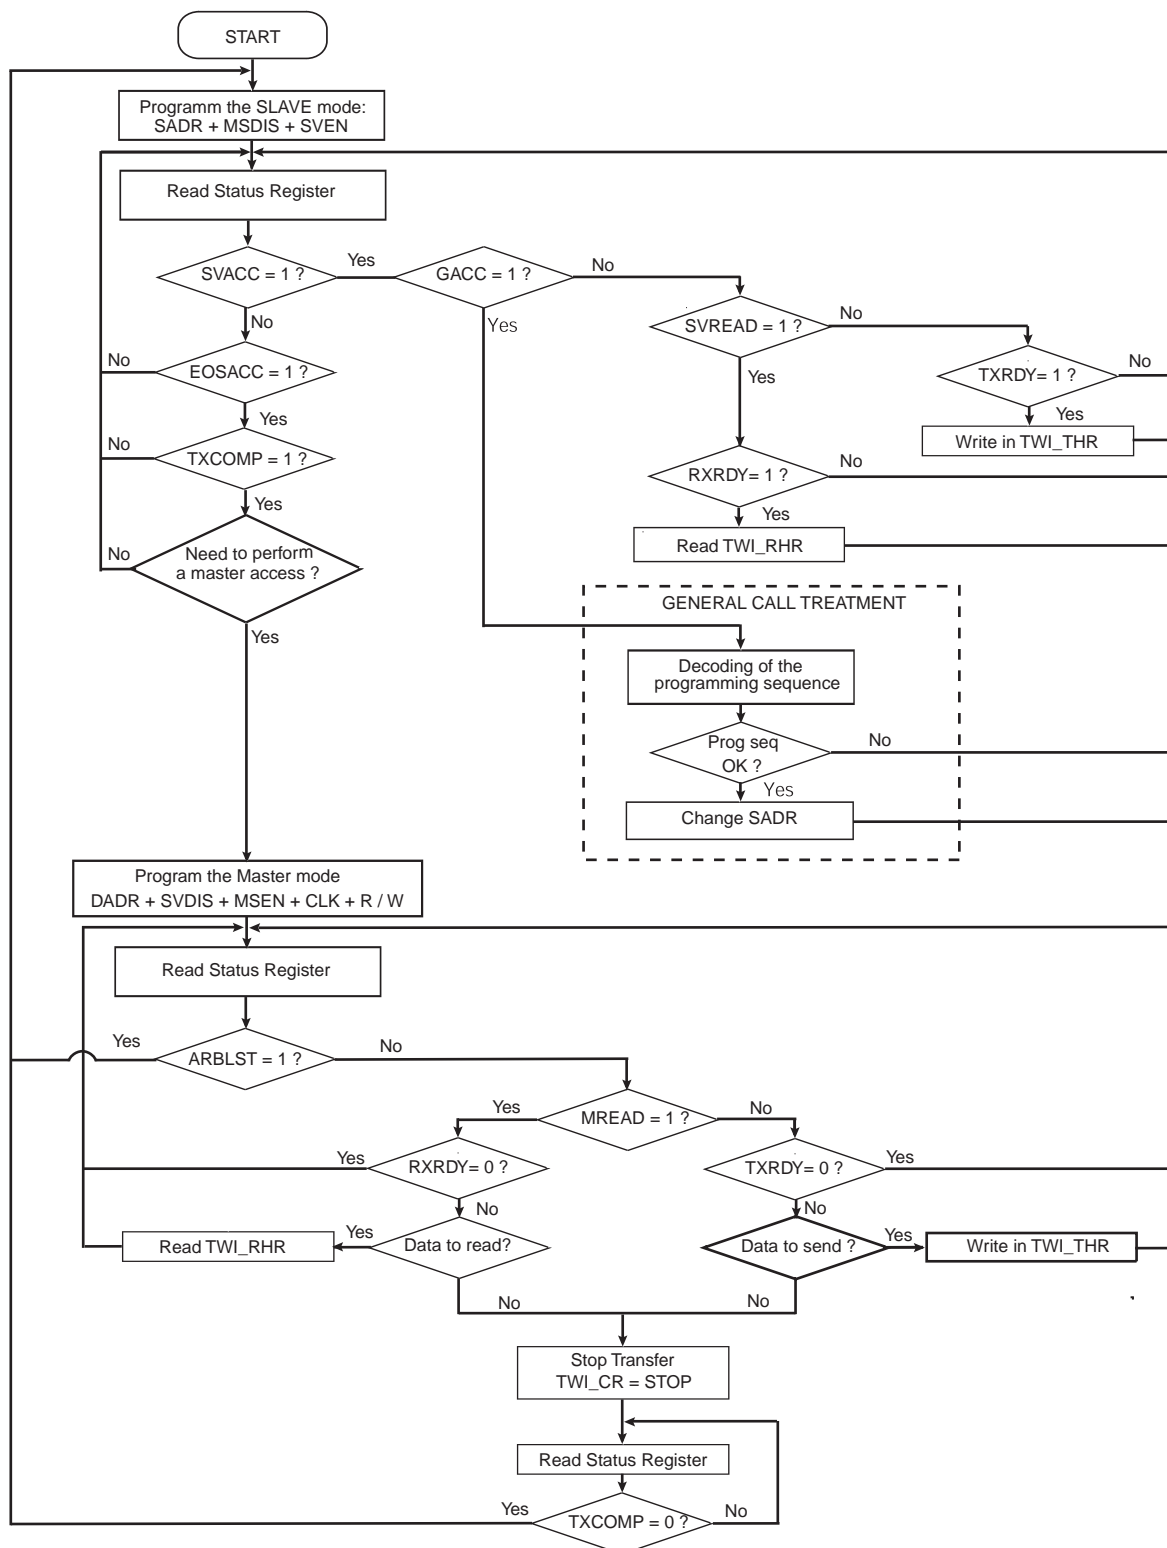 START
Programm the SLAVE mode:
SADR + MSDIS + SVEN
Read Status Register
SVACC = 1 ?
Yes
GACC = 1 ?
No
No
Yes
SVREAD = 1 ?
No
No
EOSACC = 1 ?
Yes
TXRDY= 1 ?
No
Yes
Yes
Write in TWI_THR
No
TXCOMP = 1 ?
RXRDY= 1 ?
No
Yes
Yes
No
Need to perform
a master access ?
Read TWI_RHR
GENERAL CALL TREATMENT
Yes
Decoding of the
programming sequence
Prog seq
OK ?
No
Yes
Change SADR
Program the Master mode
DADR + SVDIS + MSEN + CLK + R / W
Read Status Register
Yes
ARBLST = 1 ?
No
Yes
MREAD = 1 ?
No
Yes
RXRDY= 0 ?
TXRDY= 0 ?
Yes
No
No
Read TWI_RHR
Yes
Data to read?
Data to send ?
Yes
Write in TWI_THR
No
No
Stop Transfer
TWI_CR = STOP
Read Status Register
Yes
TXCOMP = 0 ?
No